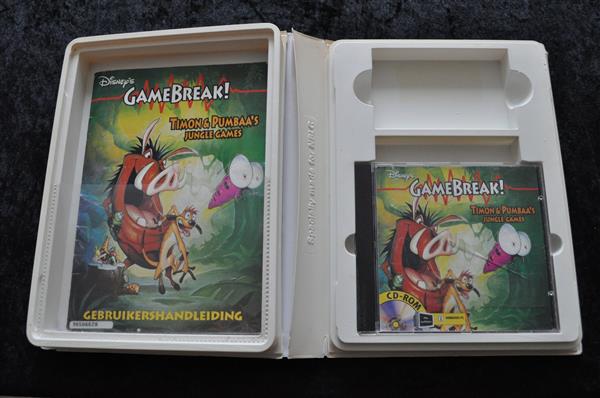 Disney's
GAMEBREAK!
TIMON & PUMBAA'S
JUNGLE GAMES
GEBRUIKERSHANDLEIDING
Disney's
GAMEBREAK!
TIMON & PUMBAA'S
JUNGLE GAMES
CD-ROM